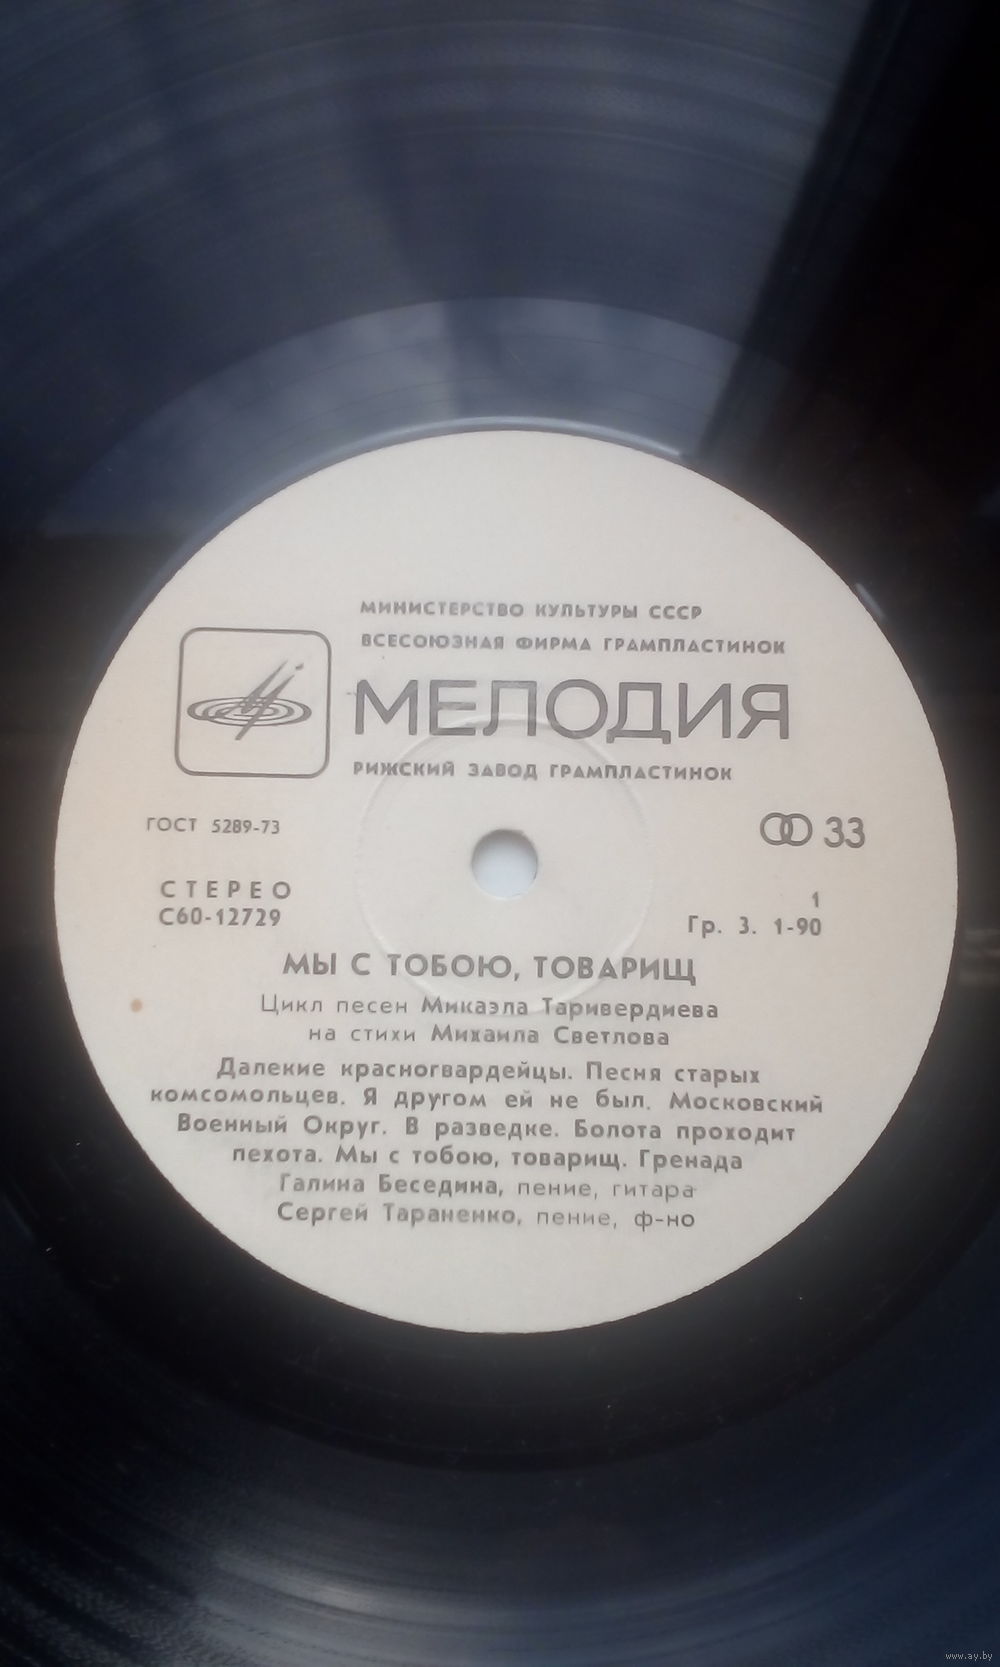 МИНИСТЕРСТВО КУЛЬТУРЫ СССР
ВСЕСОЮЗНАЯ ФИРМА ГРАМПЛАСТИНОК
МЕЛОДИЯ
РИЖСКИЙ ЗАВОД ГРАМПЛАСТИНОК
ГОСТ 5289-73
33
СТЕРЕО
С60-12729
1
Гр. 3. 1-90
МЫ С ТОБОЮ, ТОВАРИЩ
Цикл песен Микаэла Таривердиева
на стихи Михаила Светлова
Далекие красногвардейцы. Песня старых
комсомольцев. Я другом ей не был. Московский
Военный Округ. В разведке. Болота проходит
пехота. Мы с тобою, товарищ. Гренада
Галина Беседина, пение, гитара
Сергей Тараненко, пение, ф-но
www.ay.by